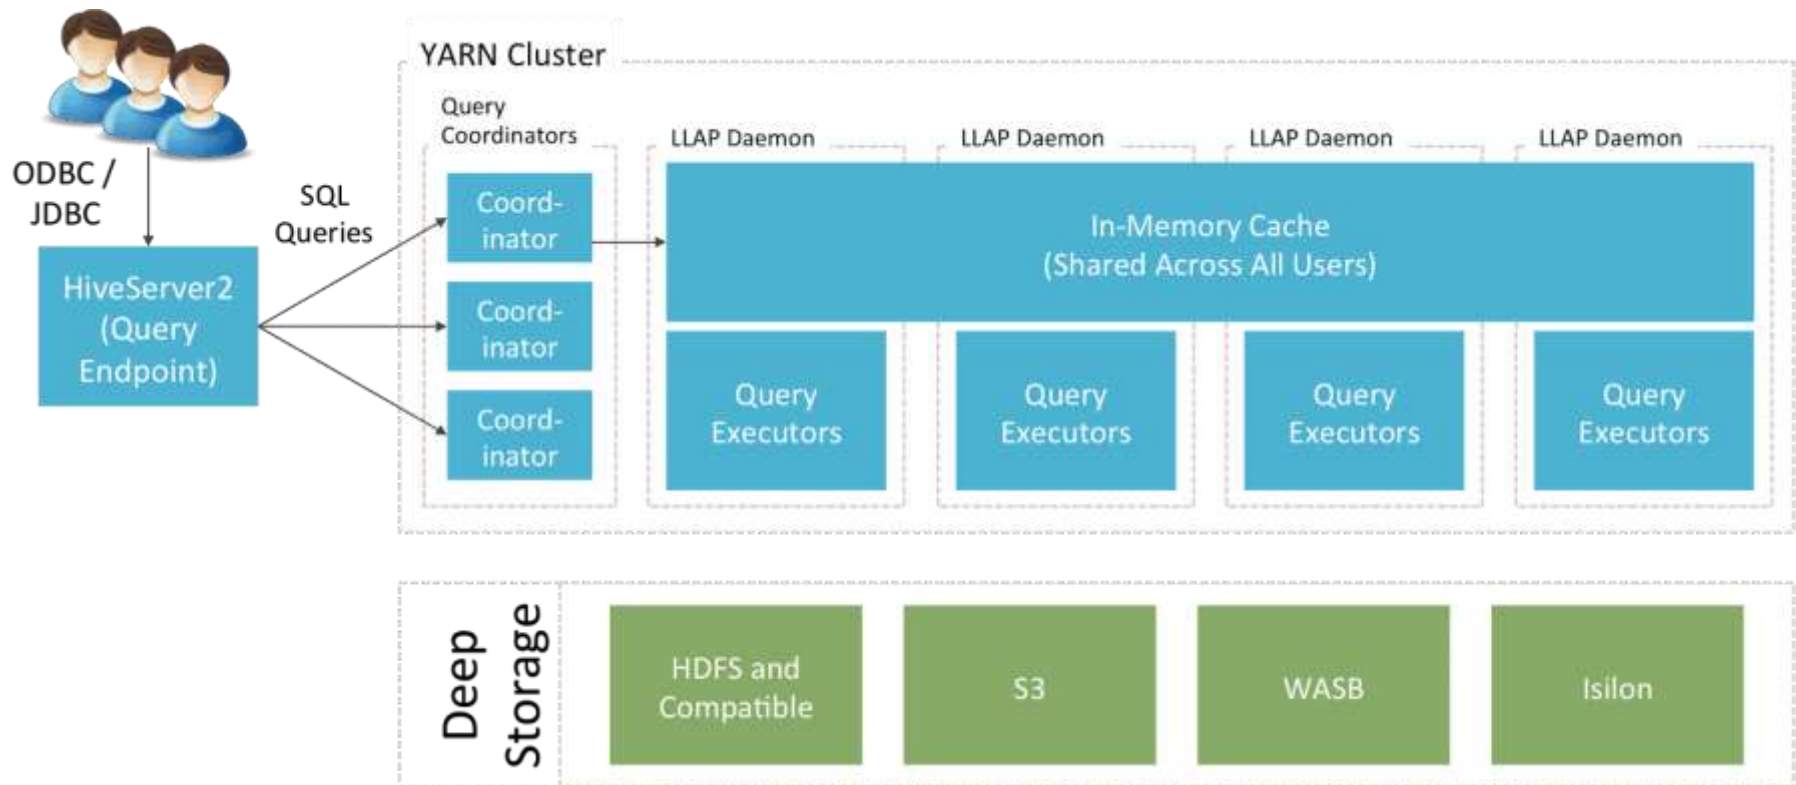 YARN Cluster
ODBC /
JDBC
SQL
Queries
HiveServer2
(Query
Endpoint)
Query
Coordinators
Coord-
inator
Coord-
inator
Coord-
inator
LLAP Daemon
LLAP Daemon
LLAP Daemon
LLAP Daemon
In-Memory Cache
(Shared Across All Users)
Query
Executors
Query
Executors
Query
Executors
Query
Executors
Deep
Storage
HDFS and
Compatible
S3
WASB
Isilon